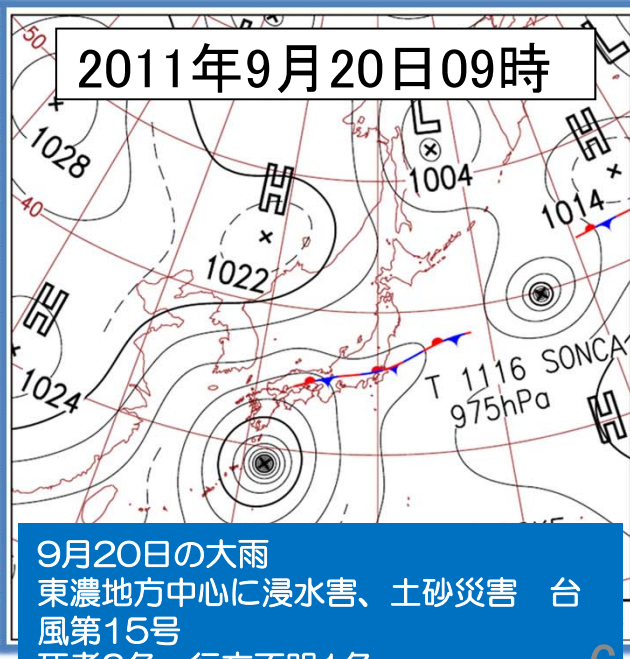 2011年9月20日09時
50
H
1028
L
1004
H
1014
H
1022
40
H
1024
T 1116 SONCA
975hPa
H
9月20日の大雨
東濃地方中心に浸水害、土砂災害　台
風第15号